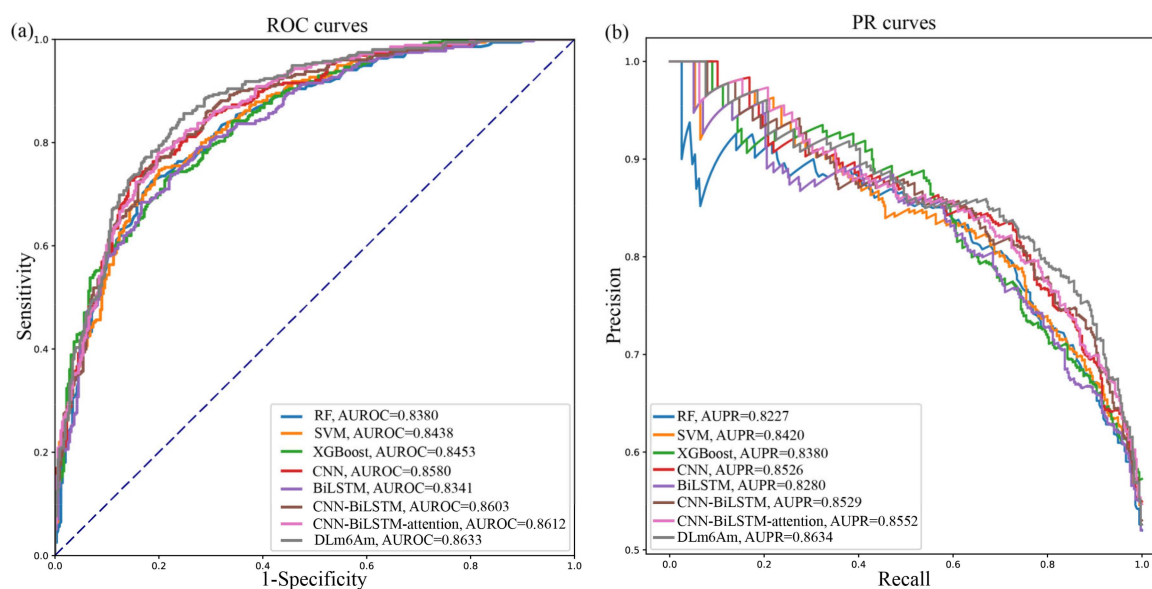 (a)
ROC curves
1.0
0.8
0.6
0.4
0.2
0.0
Sensitivity
0.0
0.2
0.4
0.6
0.8
1.0
1-Specificity
RF, AUROC=0.8380
SVM, AUROC=0.8438
XGBoost, AUROC=0.8453
CNN, AUROC=0.8580
BiLSTM, AUROC=0.8341
CNN-BiLSTM, AUROC=0.8603
CNN-BiLSTM-attention, AUROC=0.8612
DLm6Am, AUROC=0.8633
(b)
PR curves
1.0
0.9
0.8
0.7
0.6
0.5
Precision
0.0
0.2
0.4
0.6
0.8
1.0
Recall
RF, AUPR=0.8227
SVM, AUPR=0.8420
XGBoost, AUPR=0.8380
CNN, AUPR=0.8526
BiLSTM, AUPR=0.8280
CNN-BiLSTM, AUPR=0.8529
CNN-BiLSTM-attention, AUPR=0.8552
DLm6Am, AUPR=0.8634